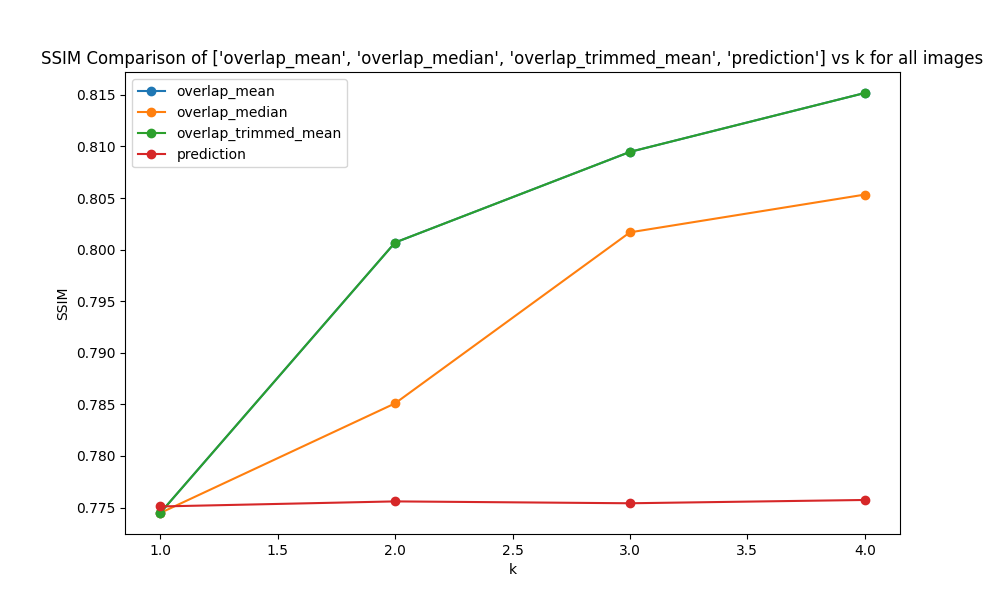 SSIM Comparison of ['overlap_mean', 'overlap_median', 'overlap_trimmed_mean', 'prediction'] vs k for all images
overlap_mean
overlap_median
overlap_trimmed_mean
prediction
0.815
0.810
0.805
0.800
0.795
0.790
0.785
0.780
0.775
SSIM
1.0 1.5 2.0 2.5 3.0 3.5 4.0
k